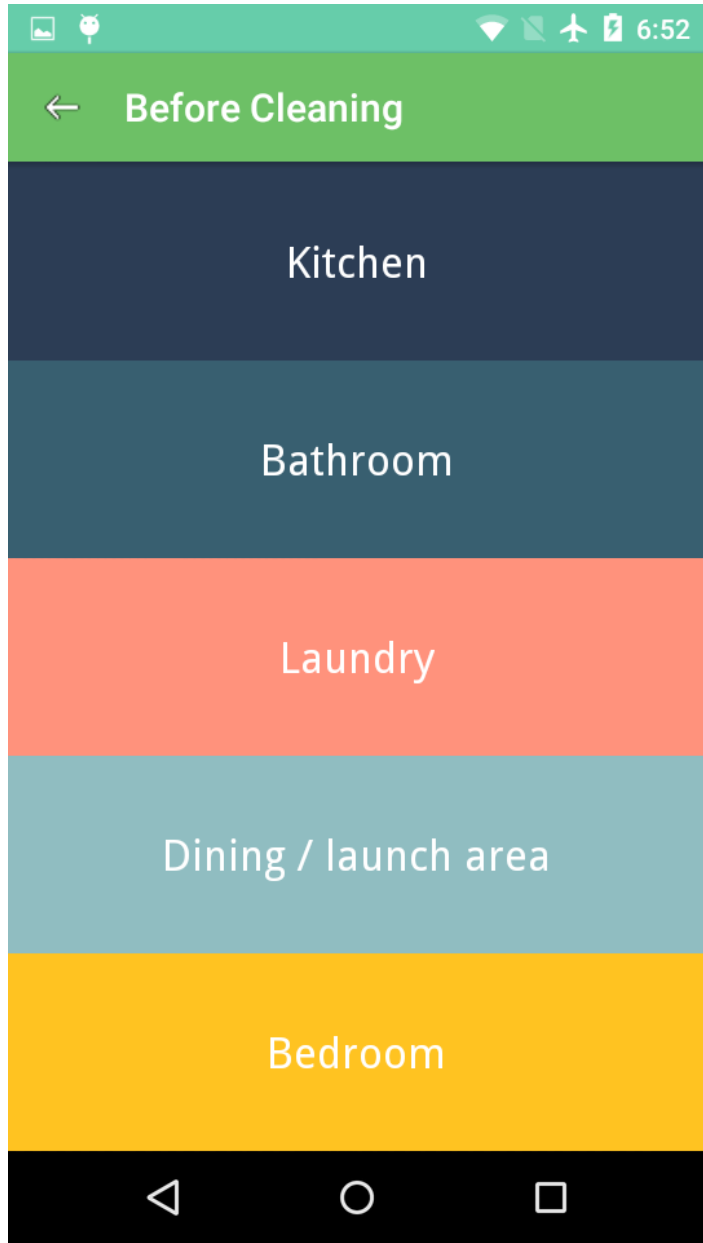 6:52
Before Cleaning
Kitchen
Bathroom
Laundry
Dining / launch area
Bedroom